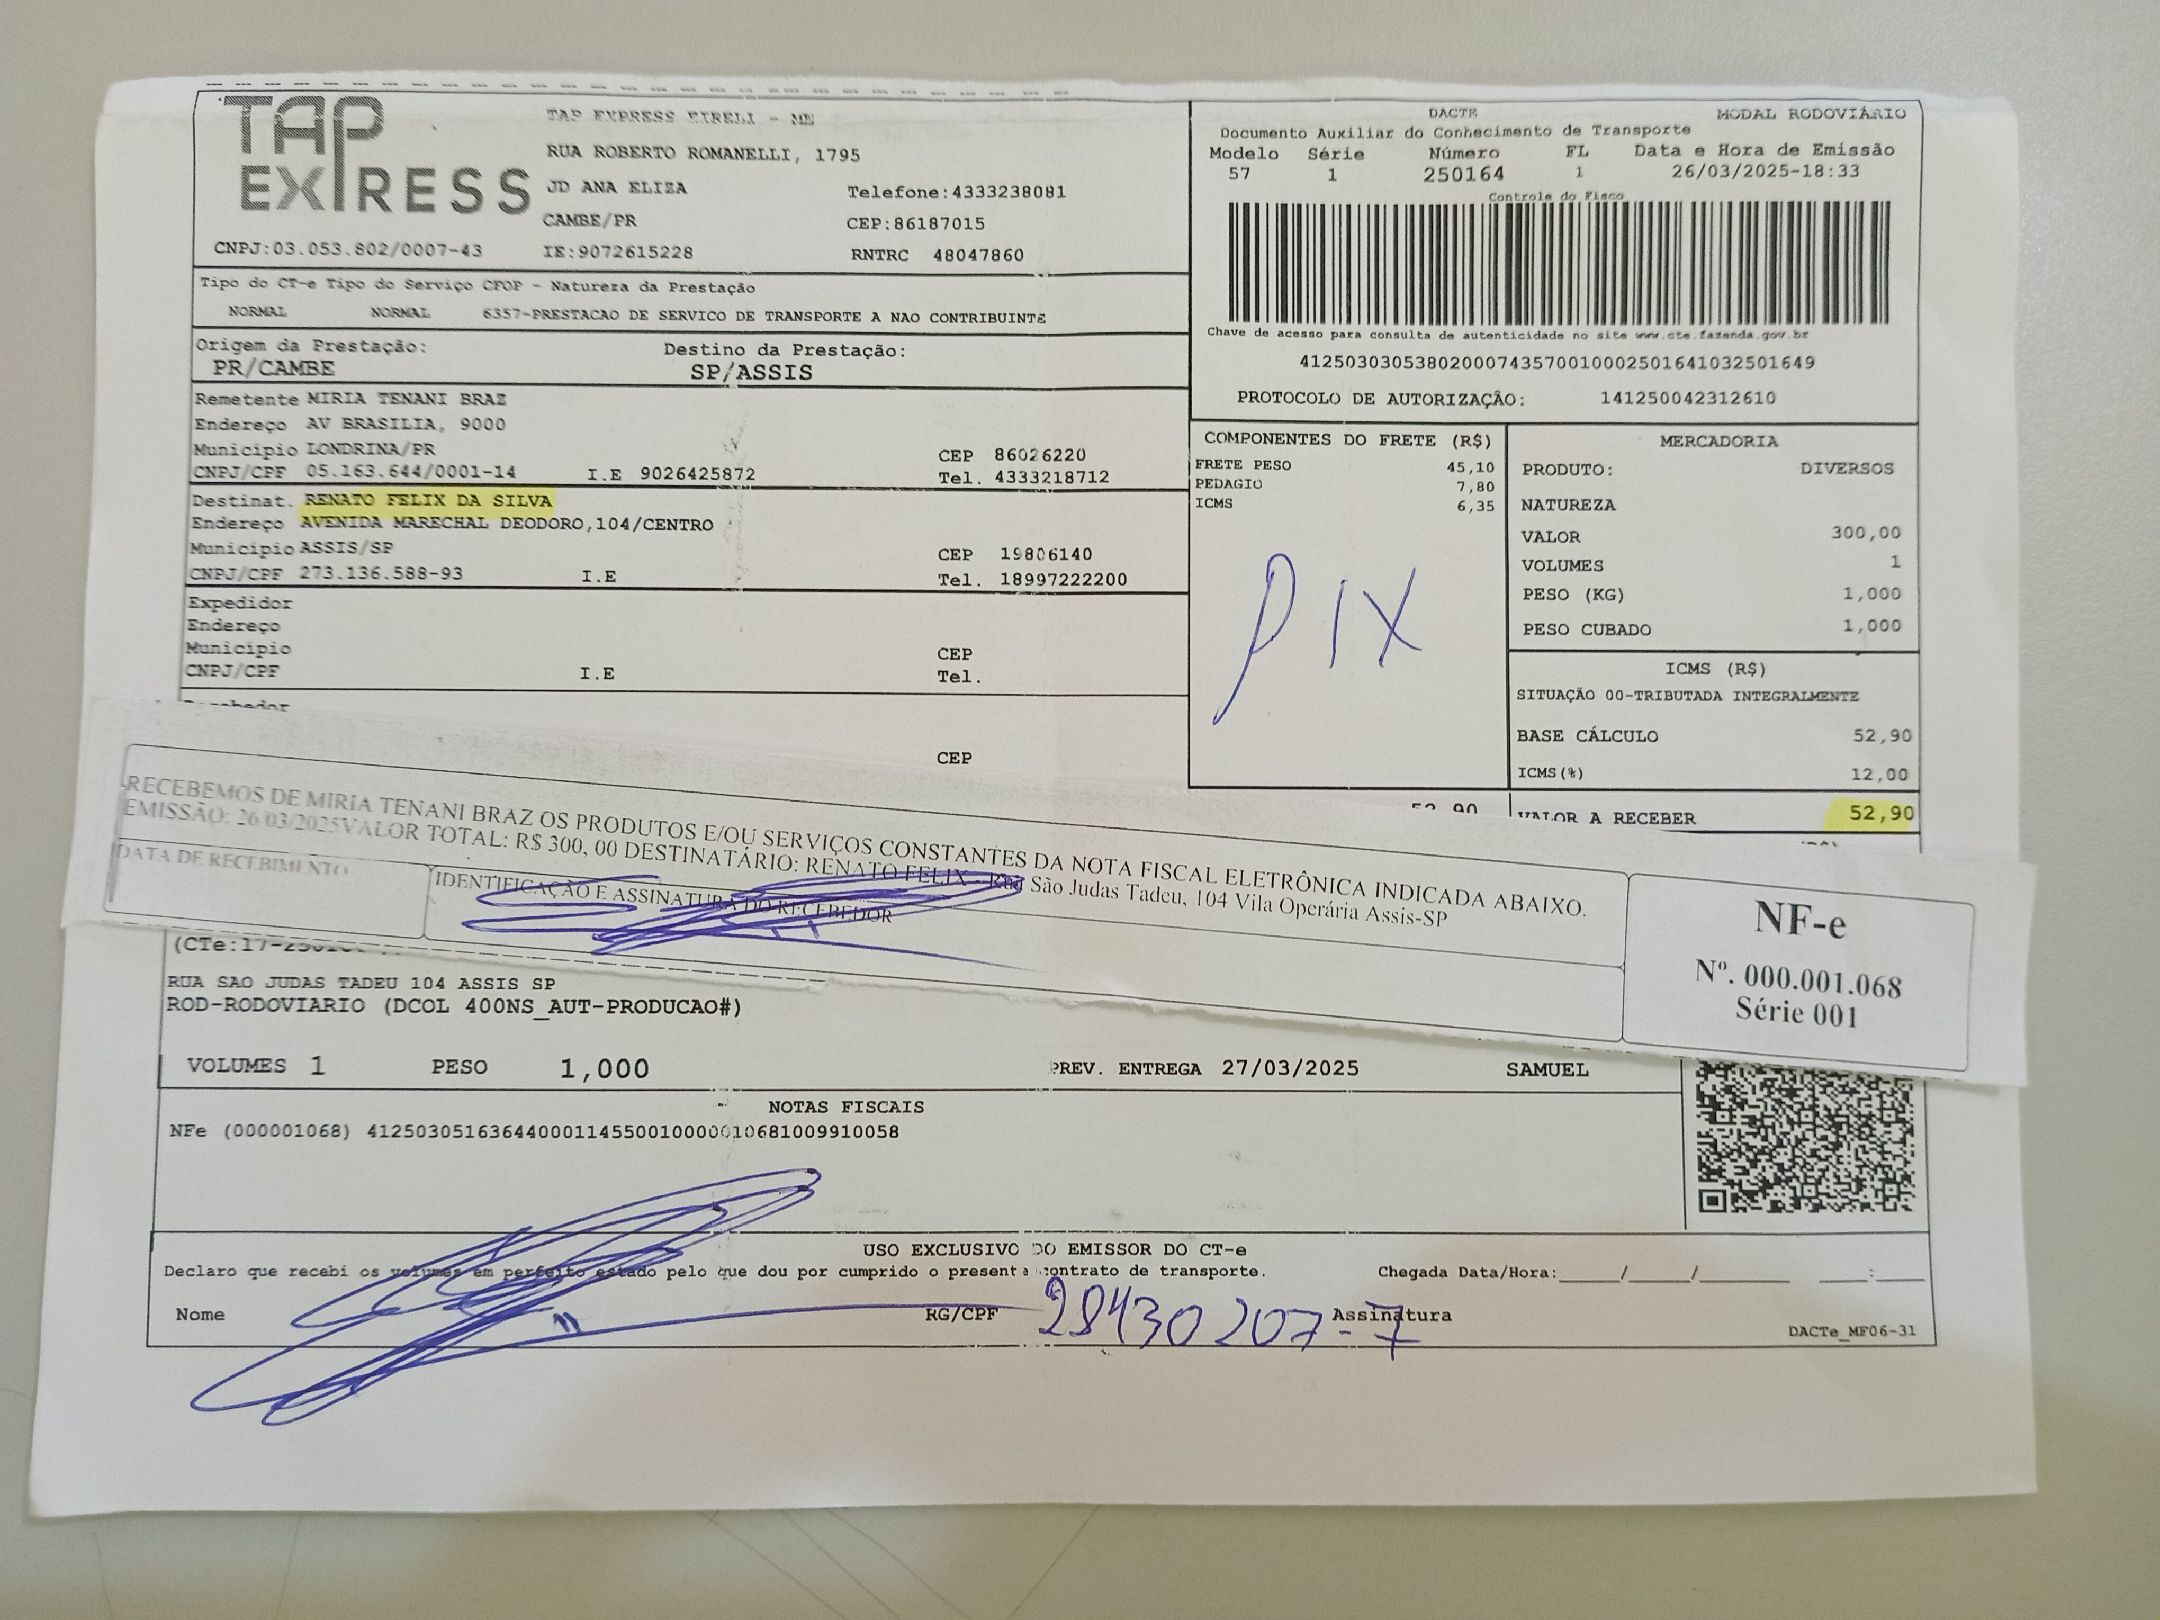 TAP EXPRESS
TAP EXPRESS EIRELI - ME
RUA ROBERTO ROMANELLI, 1795
JD ANA ELIZA
Telefone:4333238081
CAMBE/PR
CEP:86187015
CNPJ:03.053.802/0007-43
IE:9072615228
RNTRC 48047860
DACTE
MODAL RODOVIÁRIO
Documento Auxiliar do Conhecimento de Transporte
Modelo Série Número FL Data e Hora de Emissão
57 1 250164 1 26/03/2025-18:33
Controle do Fisco
Chave de acesso para consulta de autenticidade no site www.cte.fazenda.gov.br
41250303053802000743570010002501641032501649
PROTOCOLO DE AUTORIZAÇÃO: 141250042312610
Tipo do CT-e Tipo do Serviço CFOP - Natureza da Prestação
NORMAL NORMAL 6357-PRESTACAO DE SERVICO DE TRANSPORTE A NAO CONTRIBUINTE
Origem da Prestação: Destino da Prestação:
PR/CAMBE SP/ASSIS
Remetente MIRIA TENANI BRAZ
Endereço AV BRASILIA, 9000
Município LONDRINA/PR CEP 86026220
CNPJ/CPF 05.163.644/0001-14 I.E 9026425872 Tel. 4333218712
Destinat. RENATO FELIX DA SILVA
Endereço AVENIDA MARECHAL DEODORO,104/CENTRO
Município ASSIS/SP CEP 19806140
CNPJ/CPF 273.136.588-93 I.E Tel. 18997222200
Expedidor
Endereço
Município CEP
CNPJ/CPF I.E Tel.
CEP
COMPONENTES DO FRETE (R$)
FRETE PESO 45,10
PEDAGIO 7,80
ICMS 6,35
PIX
MERCADORIA
PRODUTO: DIVERSOS
NATUREZA
VALOR 300,00
VOLUMES 1
PESO (KG) 1,000
PESO CUBADO 1,000
ICMS (R$)
SITUAÇÃO 00-TRIBUTADA INTEGRALMENTE
BASE CÁLCULO 52,90
ICMS(%) 12,00
52,90 VALOR A RECEBER 52,90
RECEBEMOS DE MIRIA TENANI BRAZ OS PRODUTOS E/OU SERVIÇOS CONSTANTES DA NOTA FISCAL ELETRÔNICA INDICADA ABAIXO.
EMISSÃO: 26/03/2025VALOR TOTAL: R$ 300, 00 DESTINATÁRIO: RENATO FELIX - Rua São Judas Tadeu, 104 Vila Operária Assis-SP
DATA DE RECEBIMENTO
IDENTIFICAÇÃO E ASSINATURA DO RECEBEDOR
NF-e
Nº. 000.001.068
Série 001
RUA SAO JUDAS TADEU 104 ASSIS SP
ROD-RODOVIARIO (DCOL 400NS_AUT-PRODUCAO#)
VOLUMES 1 PESO 1,000 PREV. ENTREGA 27/03/2025 SAMUEL
NOTAS FISCAIS
NFe (000001068) 41250305163644000114550010000010681009910058
USO EXCLUSIVO DO EMISSOR DO CT-e
Declaro que recebi os volumes em perfeito estado pelo que dou por cumprido o presente contrato de transporte. Chegada Data/Hora:_____/_____/________ ____:____
Nome RG/CPF 28430207-7 Assinatura
DACTe_MF06-31